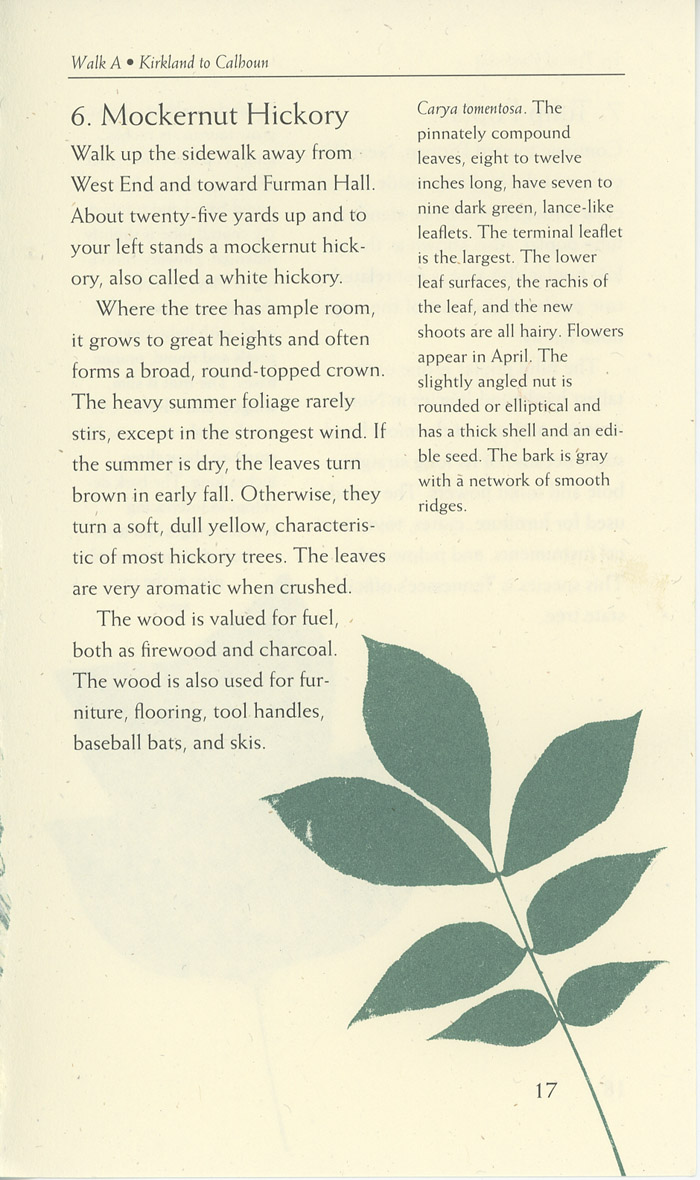 Walk A • Kirkland to Calhoun
6. Mockernut Hickory
Walk up the sidewalk away from
West End and toward Furman Hall.
About twenty-five yards up and to
your left stands a mockernut hick-
ory, also called a white hickory.
Where the tree has ample room,
it grows to great heights and often
forms a broad, round-topped crown.
The heavy summer foliage rarely
stirs, except in the strongest wind. If
the summer is dry, the leaves turn
brown in early fall. Otherwise, they
turn a soft, dull yellow, characteris-
tic of most hickory trees. The leaves
are very aromatic when crushed.
The wood is valued for fuel,
both as firewood and charcoal.
The wood is also used for fur-
niture, flooring, tool handles,
baseball bats, and skis.
Carya tomentosa. The
pinnately compound
leaves, eight to twelve
inches long, have seven to
nine dark green, lance-like
leaflets. The terminal leaflet
is the largest. The lower
leaf surfaces, the rachis of
the leaf, and the new
shoots are all hairy. Flowers
appear in April. The
slightly angled nut is
rounded or elliptical and
has a thick shell and an edi-
ble seed. The bark is gray
with a network of smooth
ridges.
17